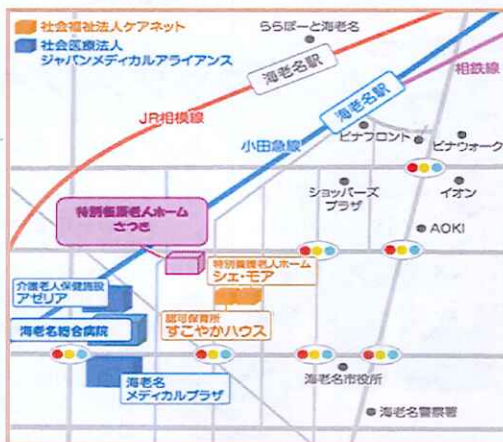 社会福祉法人ケアネット
社会医療法人
ジャパンメディカルアライアンス
ららぽーと海老名
海老名駅
相鉄線
海老名駅
JR相模線
小田急線
ビナフロント
ビナウォーク
ショッパーズ
プラザ
イオン
特別養護老人ホーム
さつき
AOKI
特別養護老人ホーム
シェ・モア
介護老人保健施設
アゼリア
認可保育所
すこやかハウス
海老名総合病院
海老名
メディカルプラザ
海老名市役所
海老名警察署